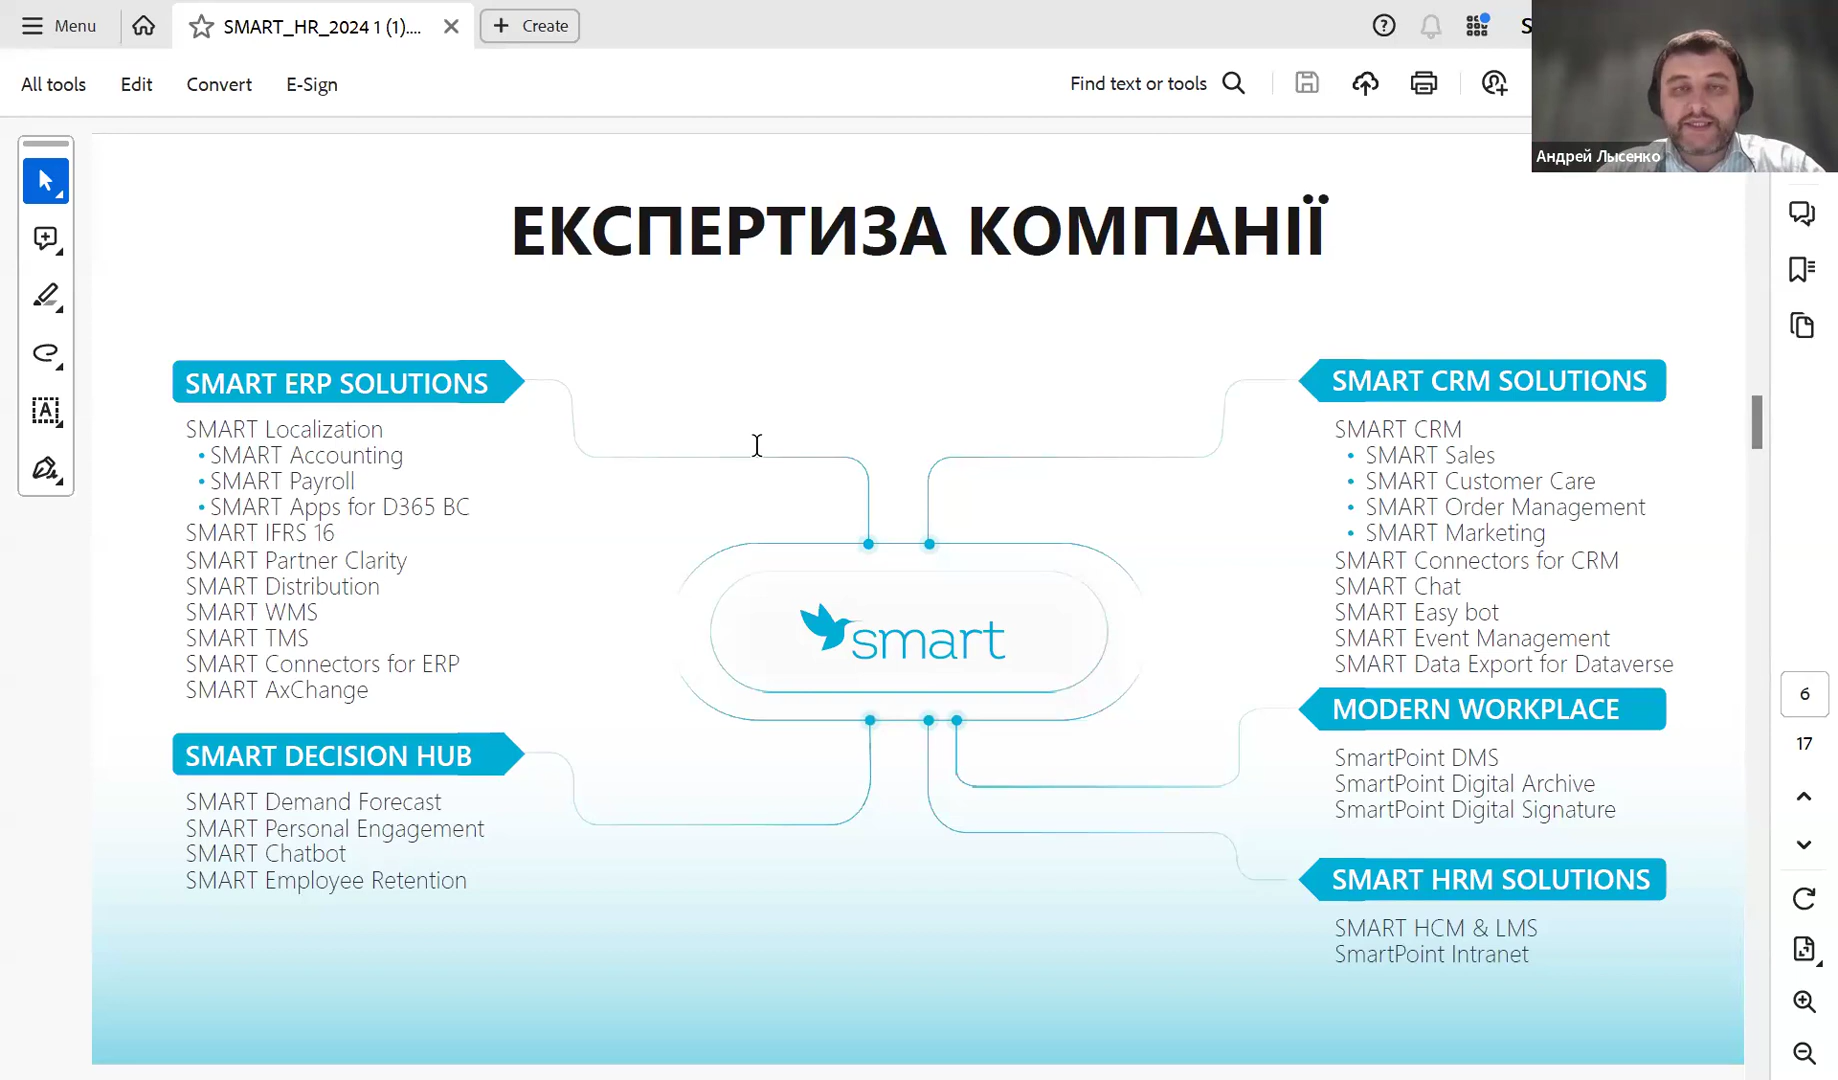 Menu
SMART_HR_2024 1 (1)....
Create
S
All tools
Edit
Convert
E-Sign
Find text or tools
Андрей Лысенко
ЕКСПЕРТИЗА КОМПАНІЇ
SMART ERP SOLUTIONS
SMART Localization
• SMART Accounting
• SMART Payroll
• SMART Apps for D365 BC
SMART IFRS 16
SMART Partner Clarity
SMART Distribution
SMART WMS
SMART TMS
SMART Connectors for ERP
SMART AxChange
SMART DECISION HUB
SMART Demand Forecast
SMART Personal Engagement
SMART Chatbot
SMART Employee Retention
smart
SMART CRM SOLUTIONS
SMART CRM
• SMART Sales
• SMART Customer Care
• SMART Order Management
• SMART Marketing
SMART Connectors for CRM
SMART Chat
SMART Easy bot
SMART Event Management
SMART Data Export for Dataverse
MODERN WORKPLACE
SmartPoint DMS
SmartPoint Digital Archive
SmartPoint Digital Signature
SMART HRM SOLUTIONS
SMART HCM & LMS
SmartPoint Intranet
6
17